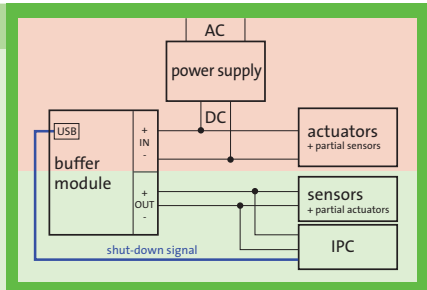 AC
power supply
DC
USB
+
IN
-
buffer
module
actuators
+ partial sensors
+
OUT
-
sensors
+ partial actuators
IPC
shut-down signal